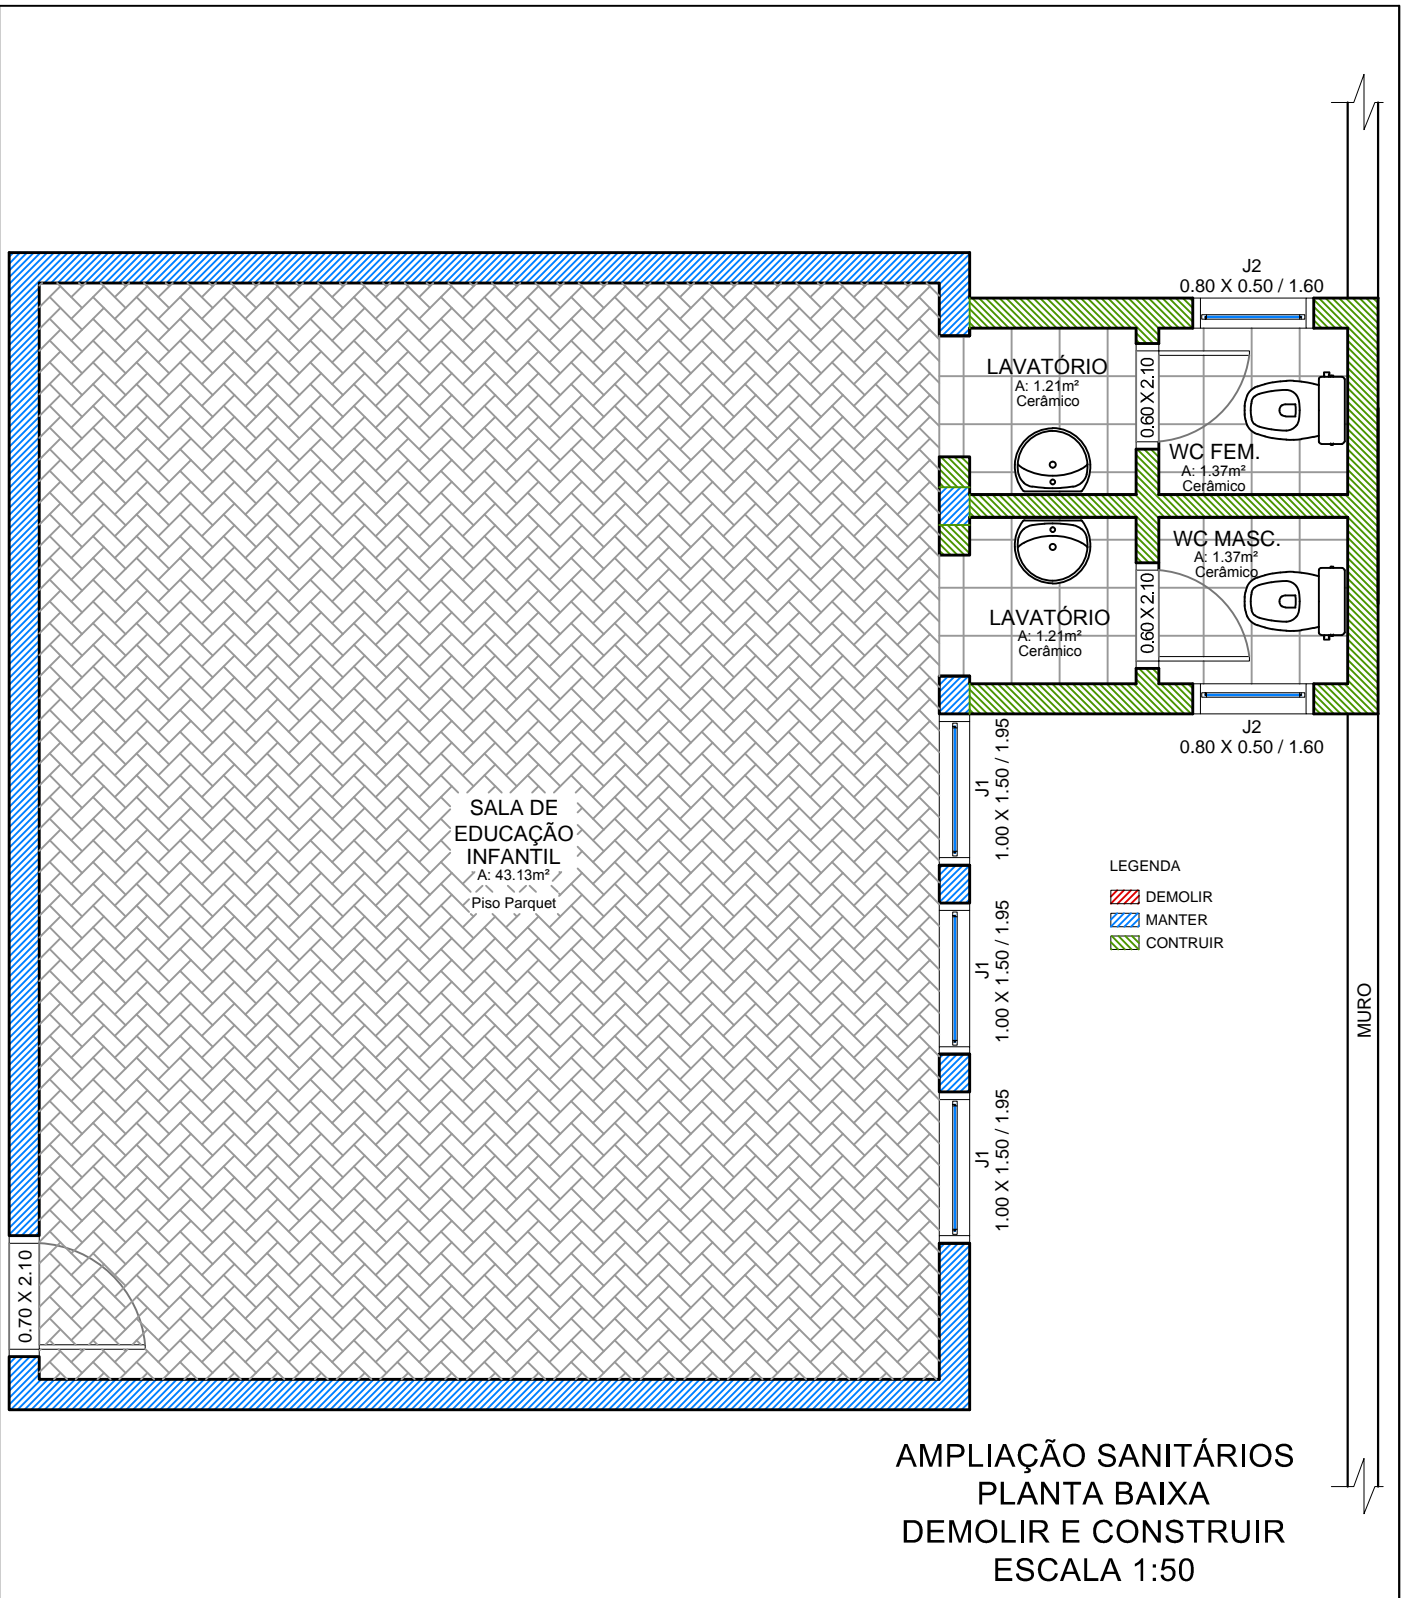 J2
0.80 X 0.50 / 1.60
LAVATÓRIO
A: 1.21m²
Cerâmico
0.60 X 2.10
WC FEM.
A: 1.37m²
Cerâmico
WC MASC.
A: 1.37m²
Cerâmico
0.60 X 2.10
LAVATÓRIO
A: 1.21m²
Cerâmico
J2
0.80 X 0.50 / 1.60
J1
1.00 X 1.50 / 1.95
SALA DE
EDUCAÇÃO
INFANTIL
A: 43.13m²
Piso Parquet
LEGENDA
DEMOLIR
MANTER
CONTRUIR
J1
1.00 X 1.50 / 1.95
MURO
J1
1.00 X 1.50 / 1.95
0.70 X 2.10
AMPLIAÇÃO SANITÁRIOS
PLANTA BAIXA
DEMOLIR E CONSTRUIR
ESCALA 1:50